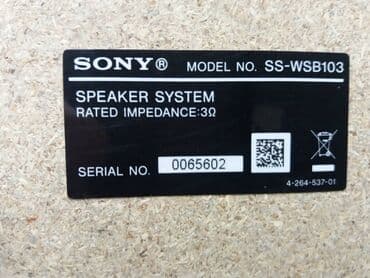 SONY® MODEL NO. SS-WSB103
SPEAKER SYSTEM
RATED IMPEDANCE:3Ω
SERIAL NO. 0065602
4-264-537-01